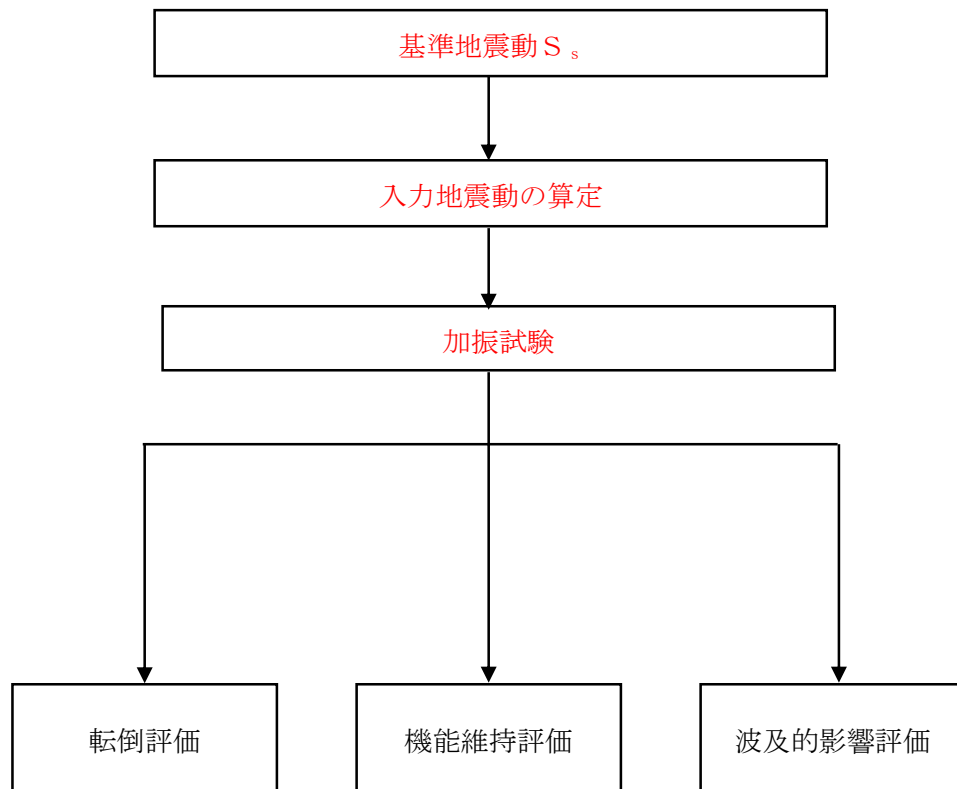 基準地震動Ｓｓ
入力地震動の算定
加振試験
転倒評価
機能維持評価
波及的影響評価